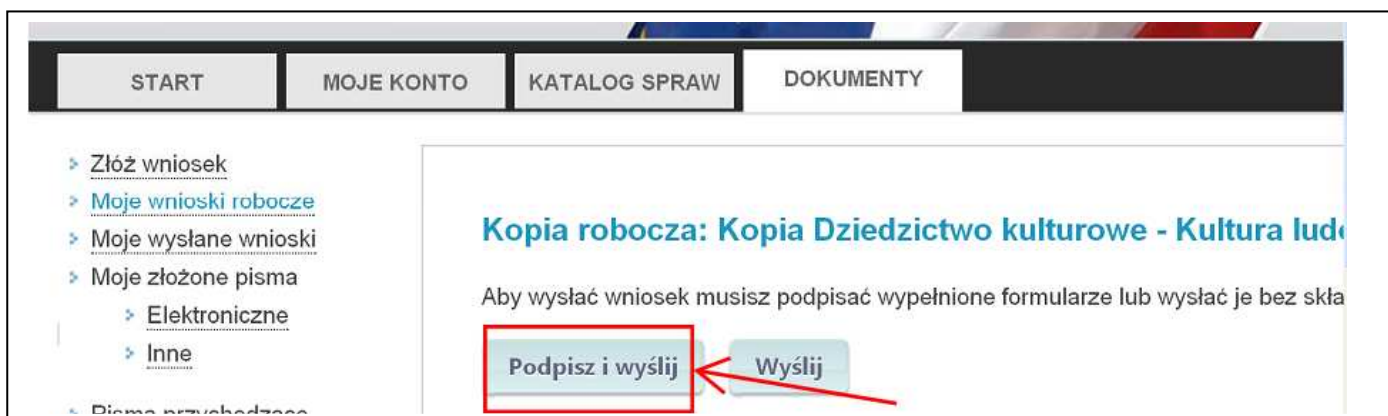 START MOJE KONTO KATALOG SPRAW DOKUMENTY
Złóż wniosek
Moje wnioski robocze
Moje wysłane wnioski
Moje złożone pisma
Elektroniczne
Inne
Pisma przychodzące
Kopia robocza: Kopia Dziedzictwo kulturowe - Kultura lud
Aby wysłać wniosek musisz podpisać wypełnione formularze lub wysłać je bez skła
Podpisz i wyślij Wyślij